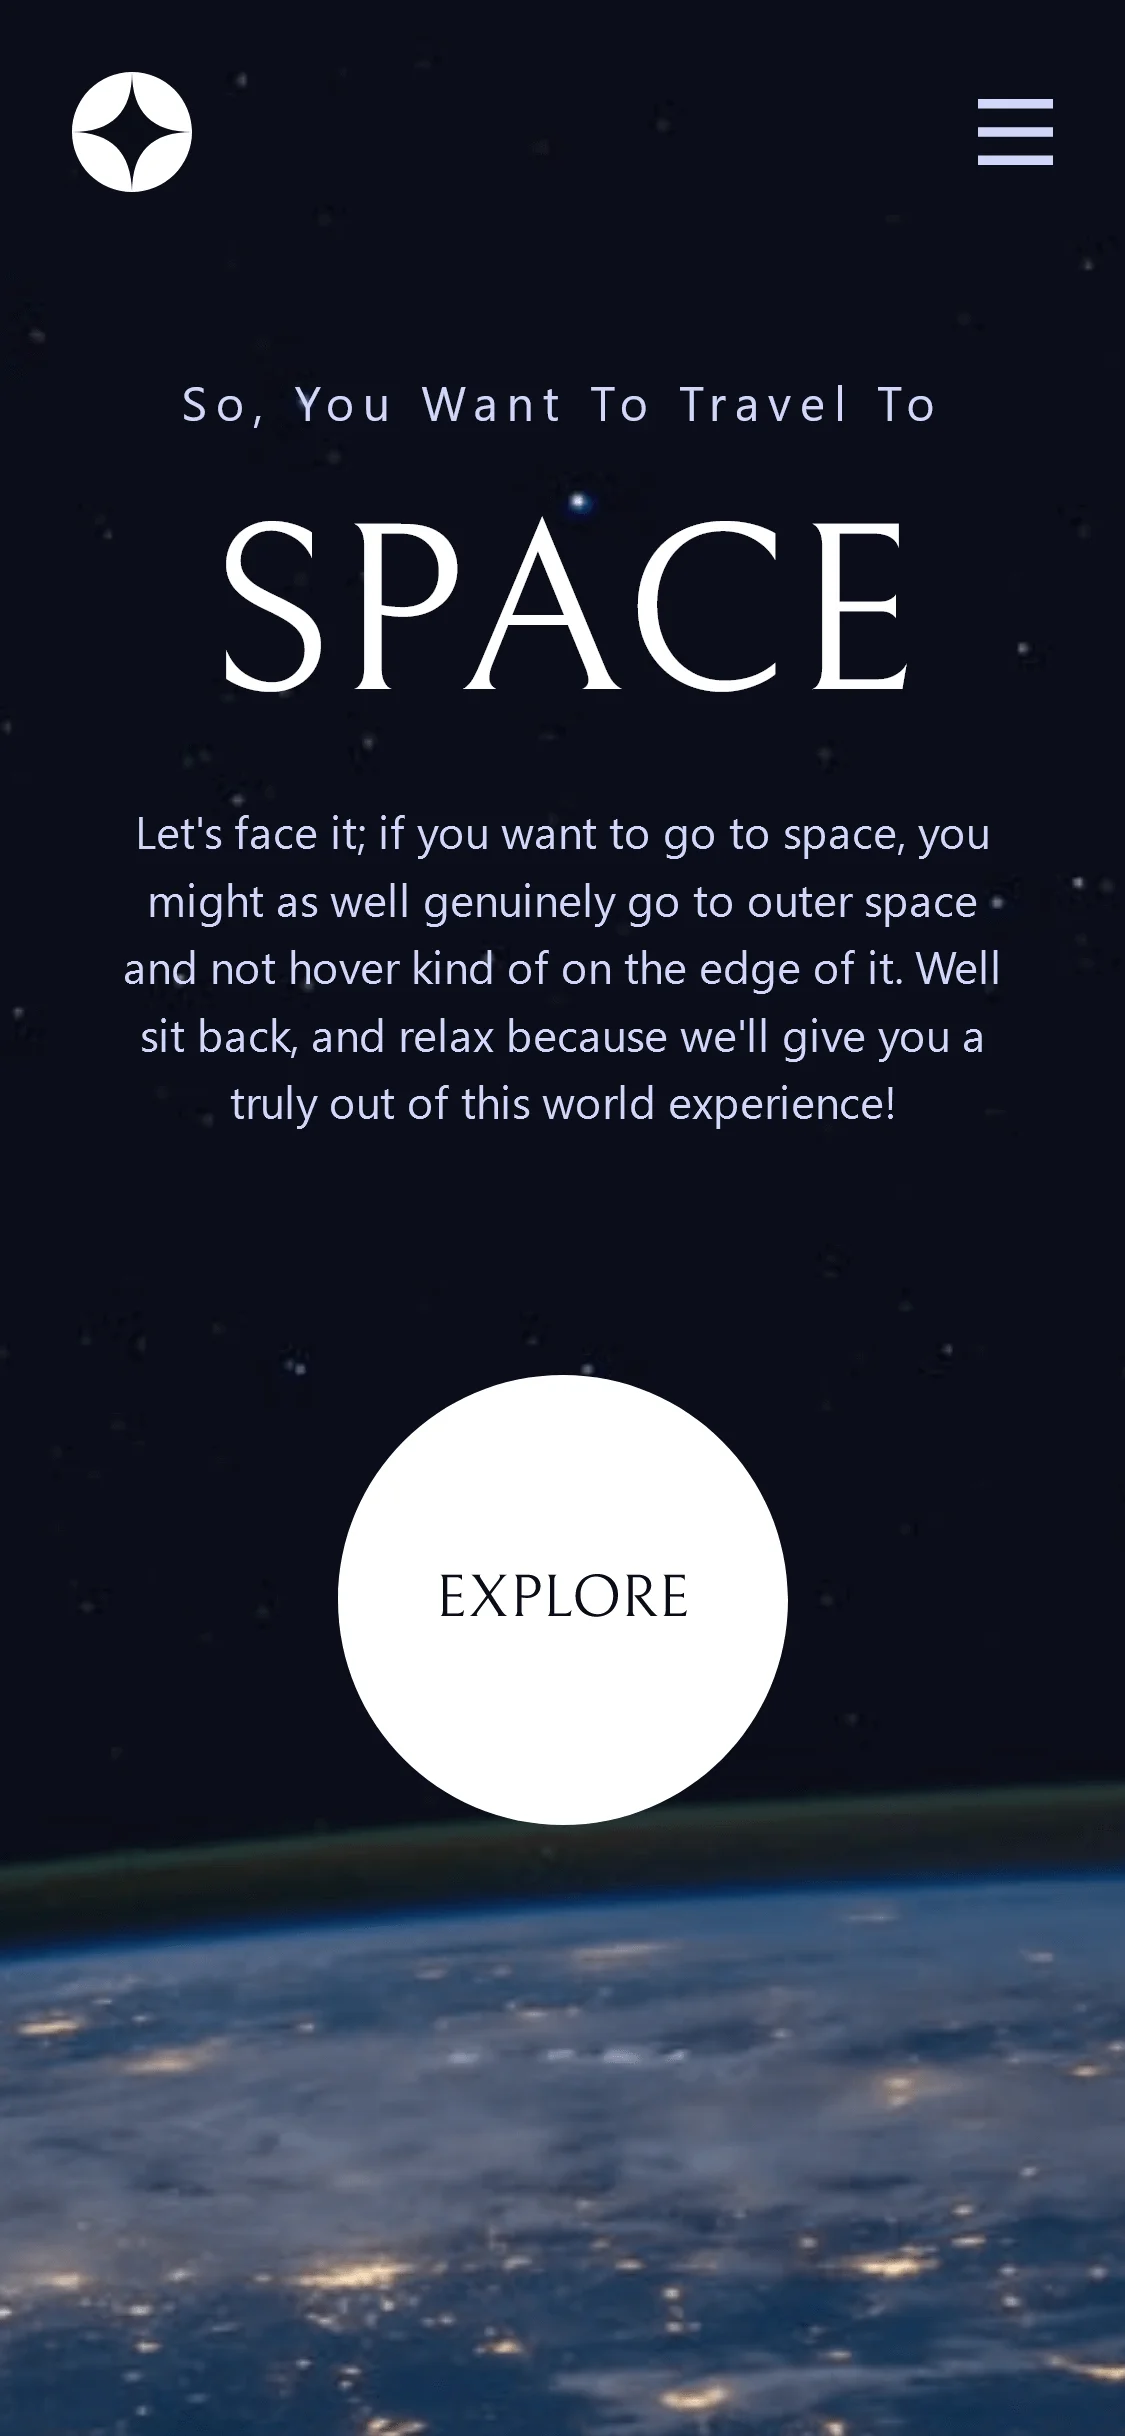 So, You Want To Travel To
SPACE
Let's face it; if you want to go to space, you
might as well genuinely go to outer space
and not hover kind of on the edge of it. Well
sit back, and relax because we'll give you a
truly out of this world experience!
EXPLORE